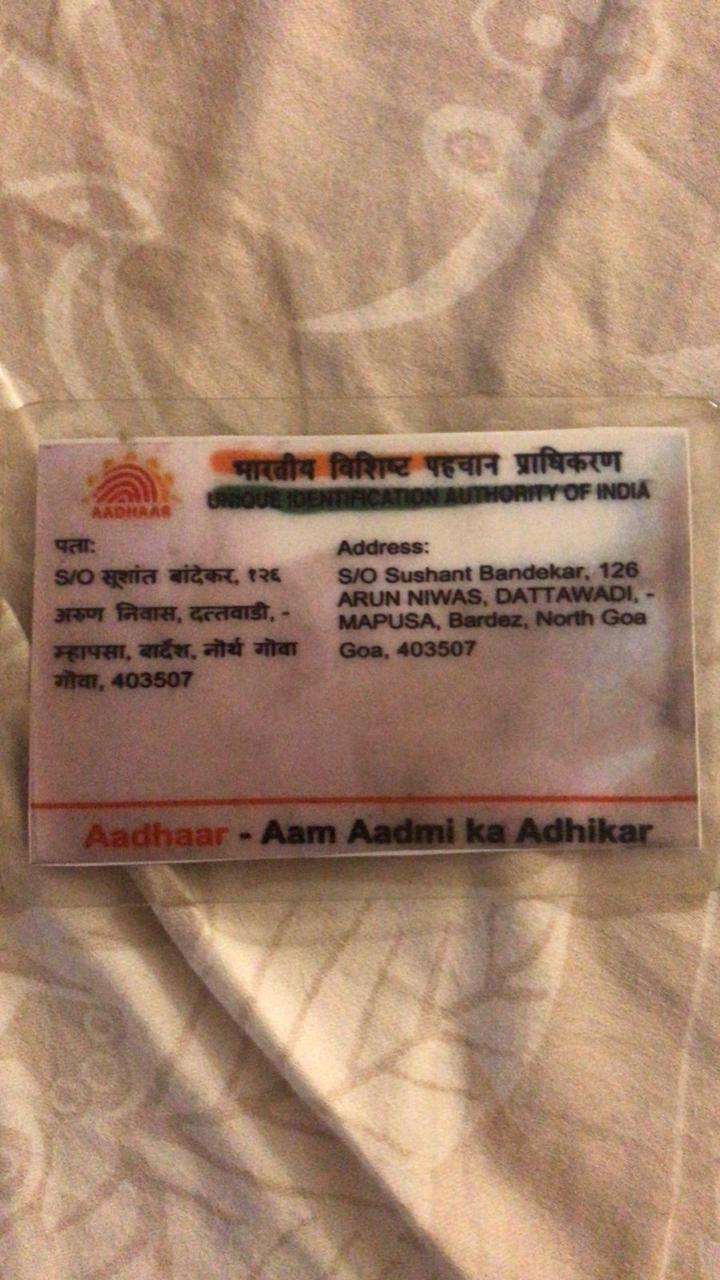 भारतीय विशिष्ट पहचान प्राधिकरण
UNIQUE IDENTIFICATION AUTHORITY OF INDIA
AADHAAR
पता:
S/O सूशांत बांदेकर, १२६
अरुण निवास, दत्तवाडी, -
म्हापसा, बार्देश, नॊर्थ गोवा
गोवा, 403507
Address:
S/O Sushant Bandekar, 126
ARUN NIWAS, DATTAWADI, -
MAPUSA, Bardez, North Goa
Goa, 403507
Aadhaar - Aam Aadmi ka Adhikar